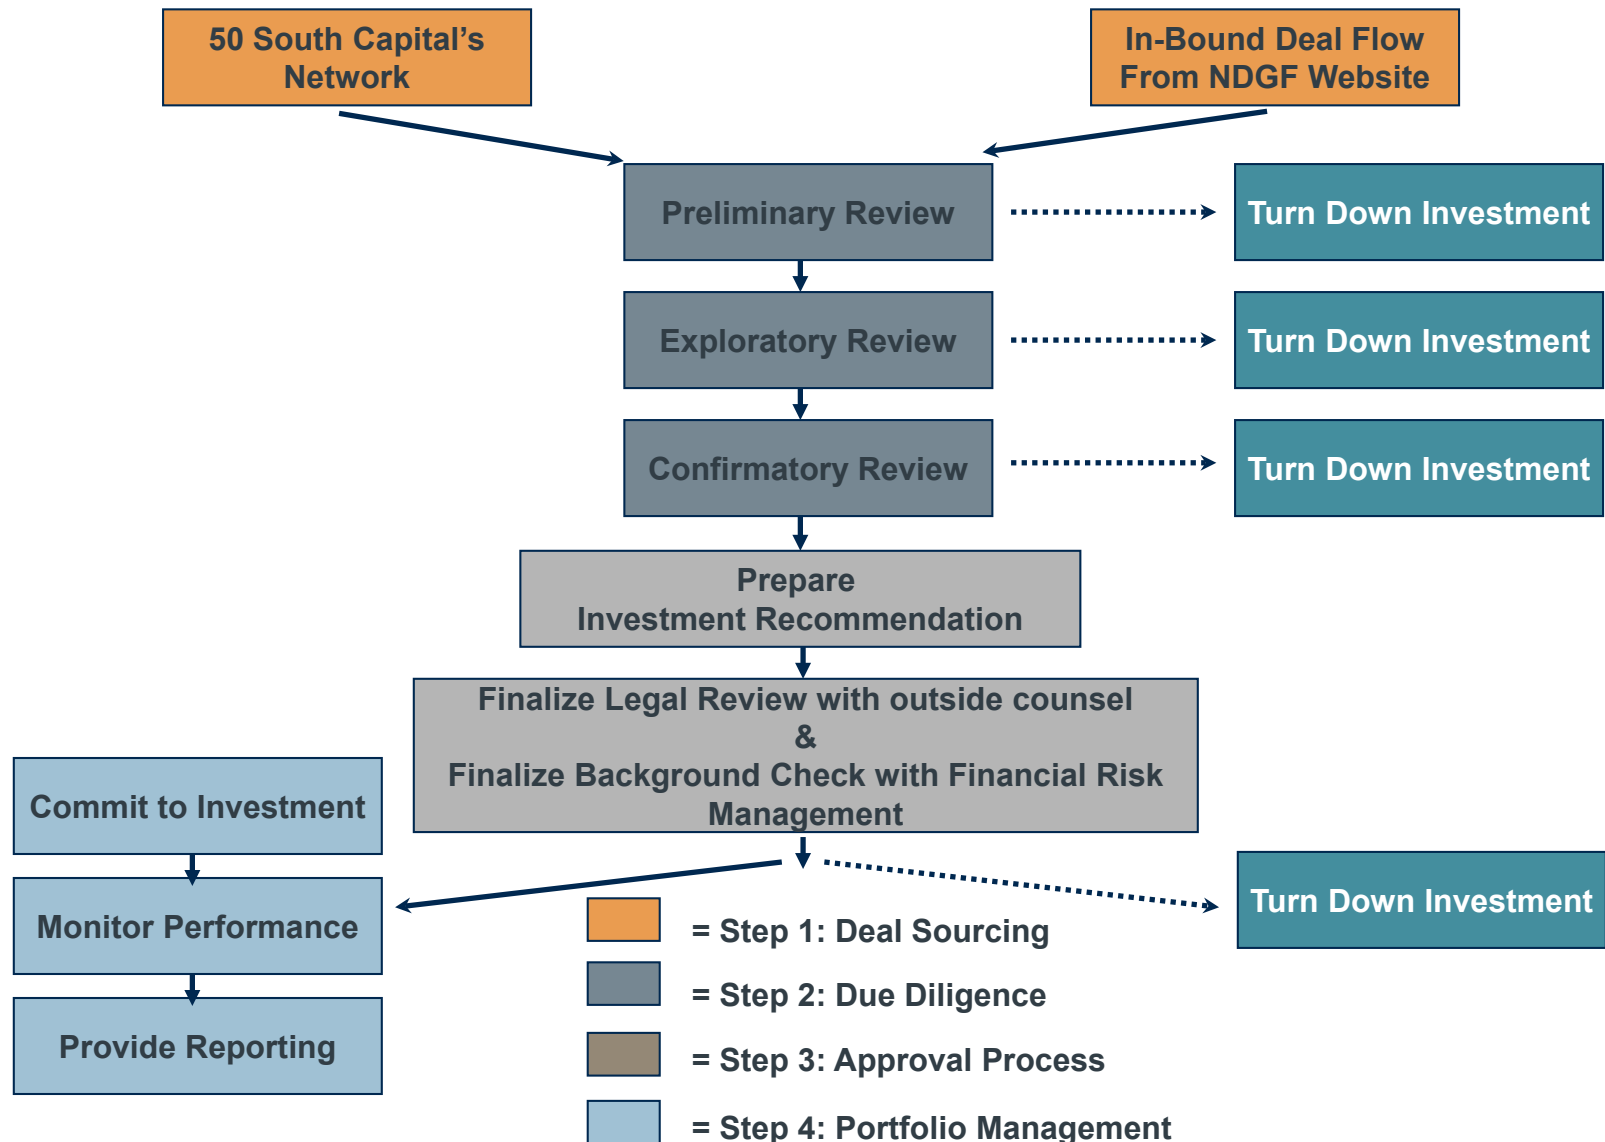 50 South Capital's
Network
In-Bound Deal Flow
From NDGF Website
Preliminary Review
Turn Down Investment
Exploratory Review
Turn Down Investment
Confirmatory Review
Turn Down Investment
Prepare
Investment Recommendation
Finalize Legal Review with outside counsel
&
Finalize Background Check with Financial Risk
Management
Commit to Investment
Monitor Performance
Provide Reporting
Turn Down Investment
= Step 1: Deal Sourcing
= Step 2: Due Diligence
= Step 3: Approval Process
= Step 4: Portfolio Management